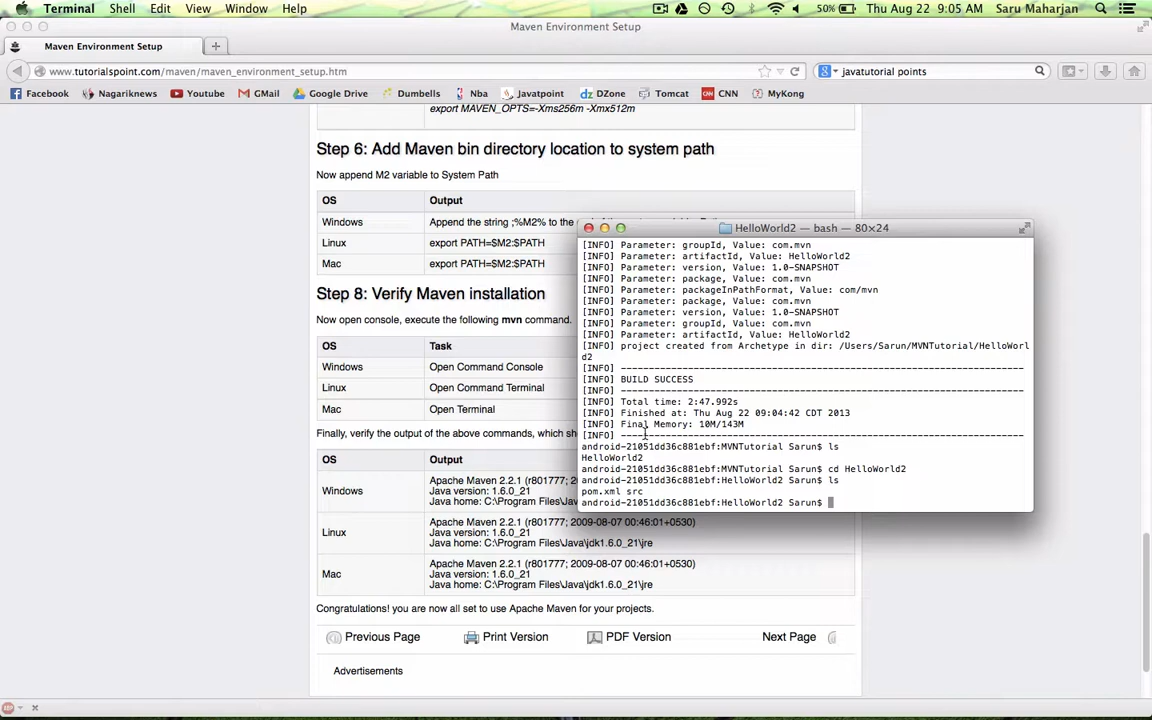 Terminal Shell Edit View Window Help 50% Thu Aug 22 9:05 AM Saru Maharjan
Maven Environment Setup
Maven Environment Setup
www.tutorialspoint.com/maven/maven_environment_setup.htm javatutorial points
Facebook Nagariknews Youtube GMail Google Drive Dumbells Nba Javatpoint DZone Tomcat CNN MyKong
export MAVEN_OPTS=-Xms256m -Xmx512m
Step 6: Add Maven bin directory location to system path
Now append M2 variable to System Path
OS Output
Windows Append the string ;%M2% to the
Linux export PATH=$M2:$PATH
Mac export PATH=$M2:$PATH
Step 8: Verify Maven installation
Now open console, execute the following mvn command.
OS Task
Windows Open Command Console
Linux Open Command Terminal
Mac Open Terminal
Finally, verify the output of the above commands, which sh
OS Output
Windows Apache Maven 2.2.1 (r801777; 2009-08-07 00:46:01+0530)
Java version: 1.6.0_21
Java home: C:\Program Files\Java\jdk1.6.0_21\jre
Linux Apache Maven 2.2.1 (r801777; 2009-08-07 00:46:01+0530)
Java version: 1.6.0_21
Java home: C:\Program Files\Java\jdk1.6.0_21\jre
Mac Apache Maven 2.2.1 (r801777; 2009-08-07 00:46:01+0530)
Java version: 1.6.0_21
Java home: C:\Program Files\Java\jdk1.6.0_21\jre
Congratulations! you are now all set to use Apache Maven for your projects.
Previous Page Print Version PDF Version Next Page
Advertisements
HelloWorld2 — bash — 80×24
[INFO] Parameter: groupId, Value: com.mvn
[INFO] Parameter: artifactId, Value: HelloWorld2
[INFO] Parameter: version, Value: 1.0-SNAPSHOT
[INFO] Parameter: package, Value: com.mvn
[INFO] Parameter: packageInPathFormat, Value: com/mvn
[INFO] Parameter: package, Value: com.mvn
[INFO] Parameter: version, Value: 1.0-SNAPSHOT
[INFO] Parameter: groupId, Value: com.mvn
[INFO] Parameter: artifactId, Value: HelloWorld2
[INFO] project created from Archetype in dir: /Users/Sarun/MVNTutorial/HelloWorl
d2
[INFO] ------------------------------------------------------------------------
[INFO] BUILD SUCCESS
[INFO] ------------------------------------------------------------------------
[INFO] Total time: 2:47.992s
[INFO] Finished at: Thu Aug 22 09:04:42 CDT 2013
[INFO] Final Memory: 10M/143M
[INFO] ------------------------------------------------------------------------
android-21051dd36c881ebf:MVNTutorial Sarun$ ls
HelloWorld2
android-21051dd36c881ebf:MVNTutorial Sarun$ cd HelloWorld2
android-21051dd36c881ebf:HelloWorld2 Sarun$ ls
pom.xml src
android-21051dd36c881ebf:HelloWorld2 Sarun$